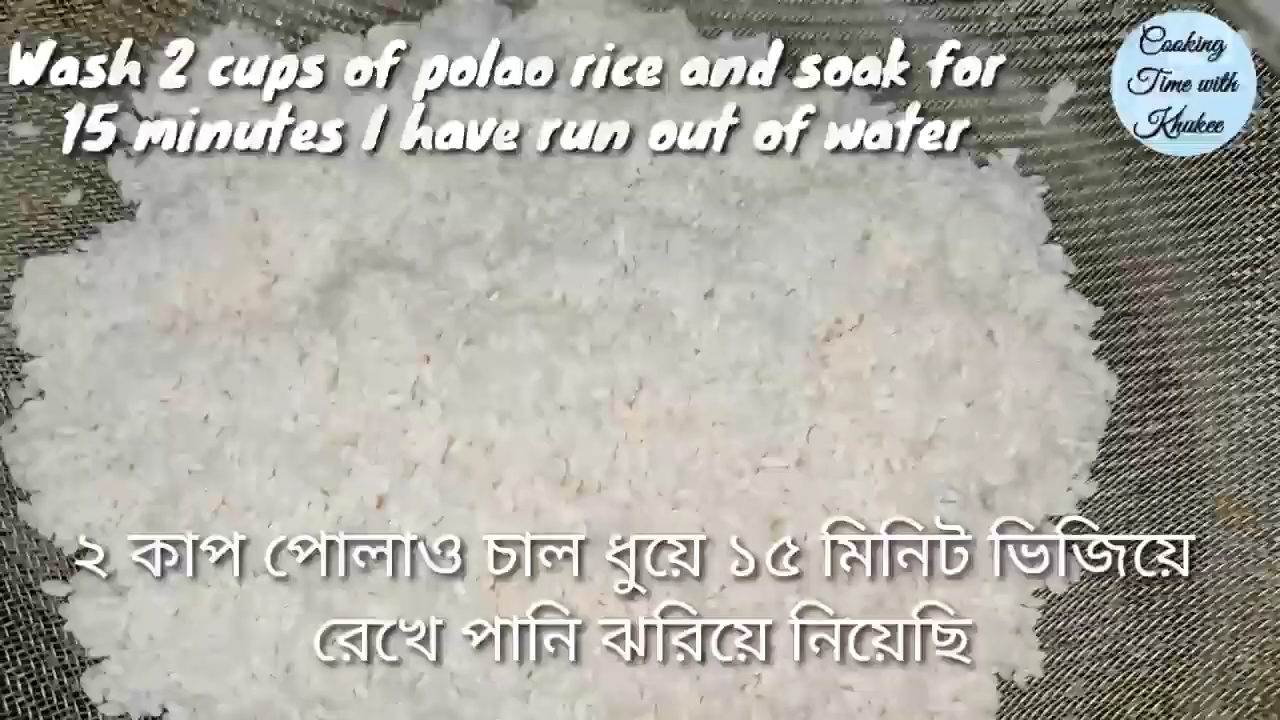 Wash 2 cups of polao rice and soak for
15 minutes I have run out of water
Cooking
Time with
Khukee
২ কাপ পোলাও চাল ধুয়ে ১৫ মিনিট ভিজিয়ে
রেখে পানি ঝরিয়ে নিয়েছি